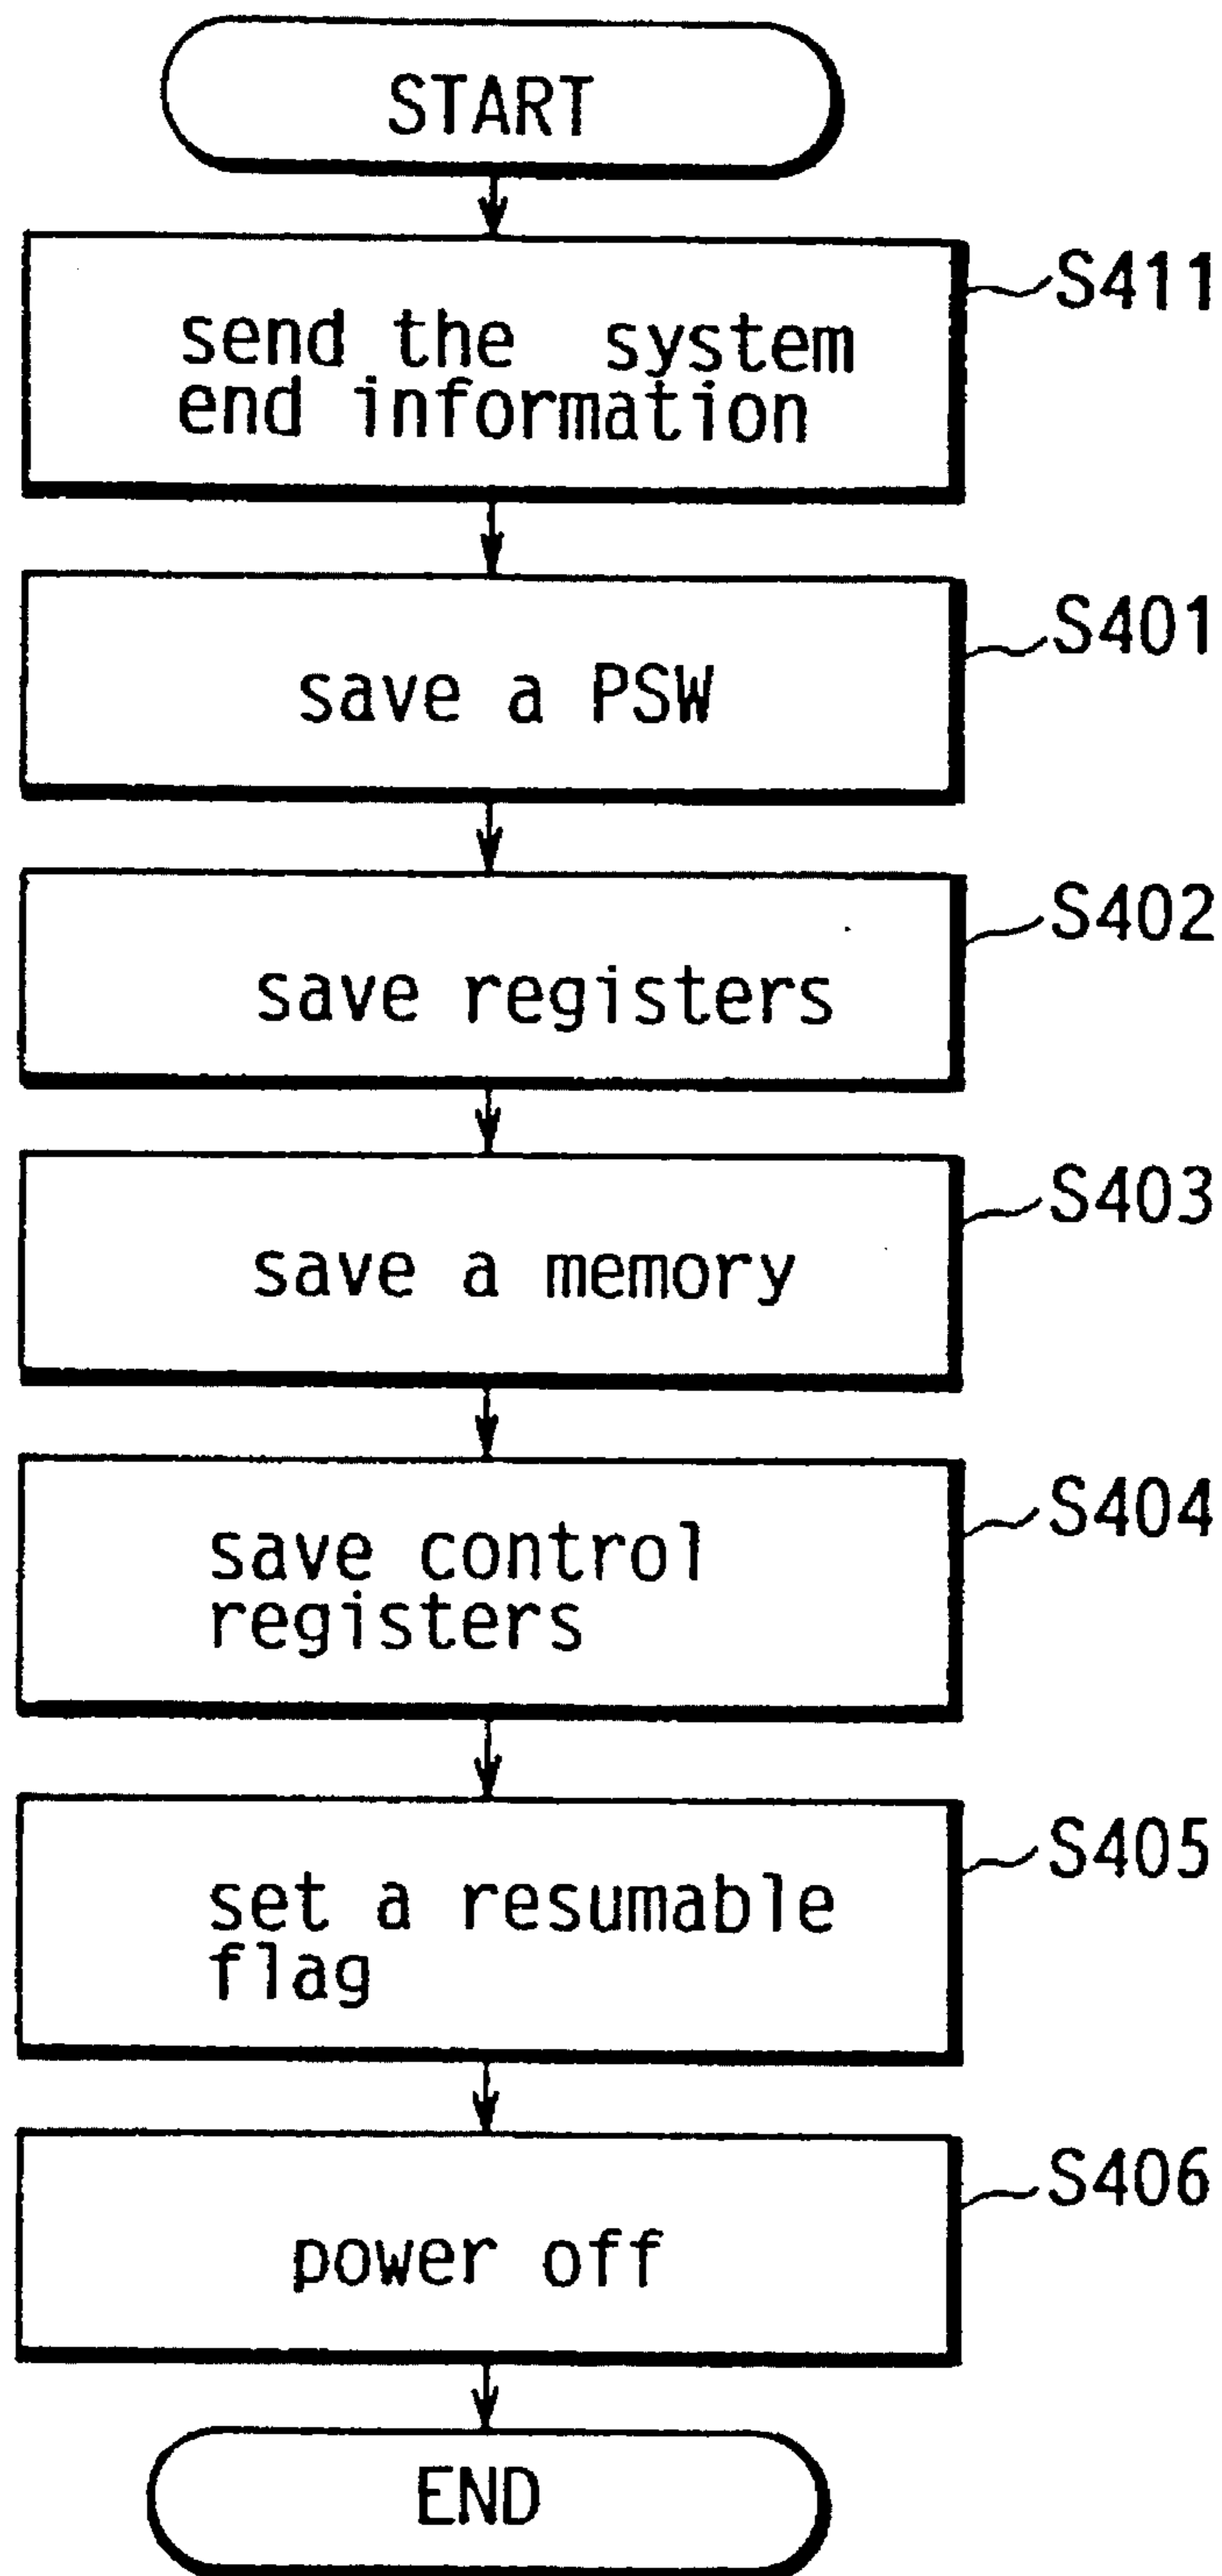 START
S411
send the system
end information
S401
save a PSW
S402
save registers
S403
save a memory
S404
save control
registers
S405
set a resumable
flag
S406
power off
END